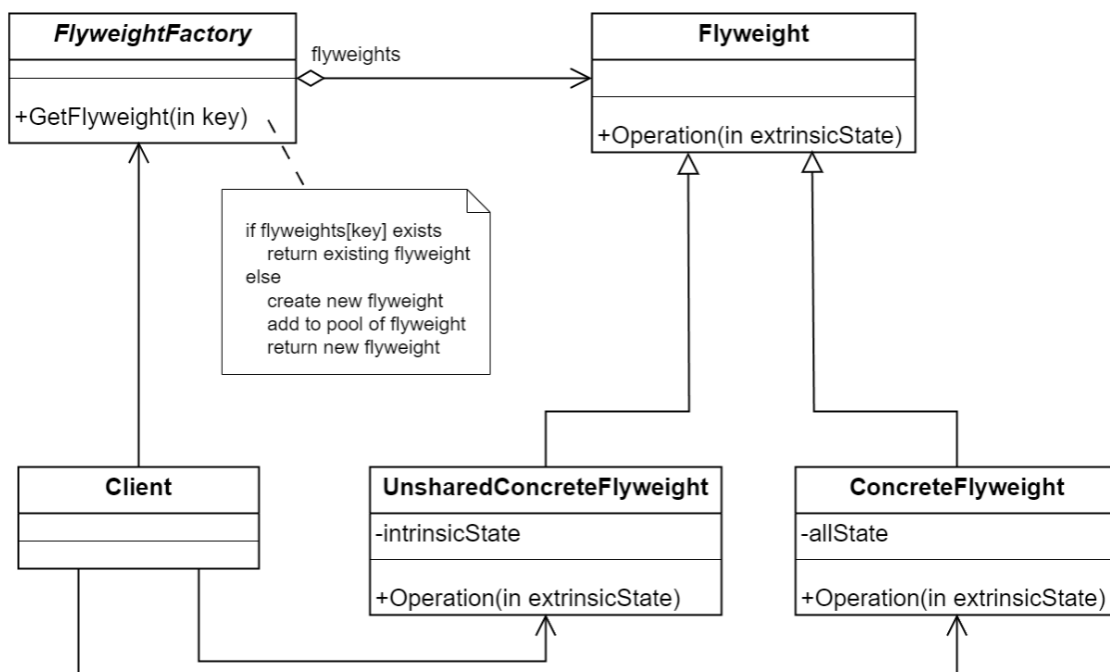 FlyweightFactory
+GetFlyweight(in key)
flyweights
Flyweight
+Operation(in extrinsicState)
if flyweights[key] exists
return existing flyweight
else
create new flyweight
add to pool of flyweight
return new flyweight
Client
UnsharedConcreteFlyweight
-intrinsicState
+Operation(in extrinsicState)
ConcreteFlyweight
-allState
+Operation(in extrinsicState)